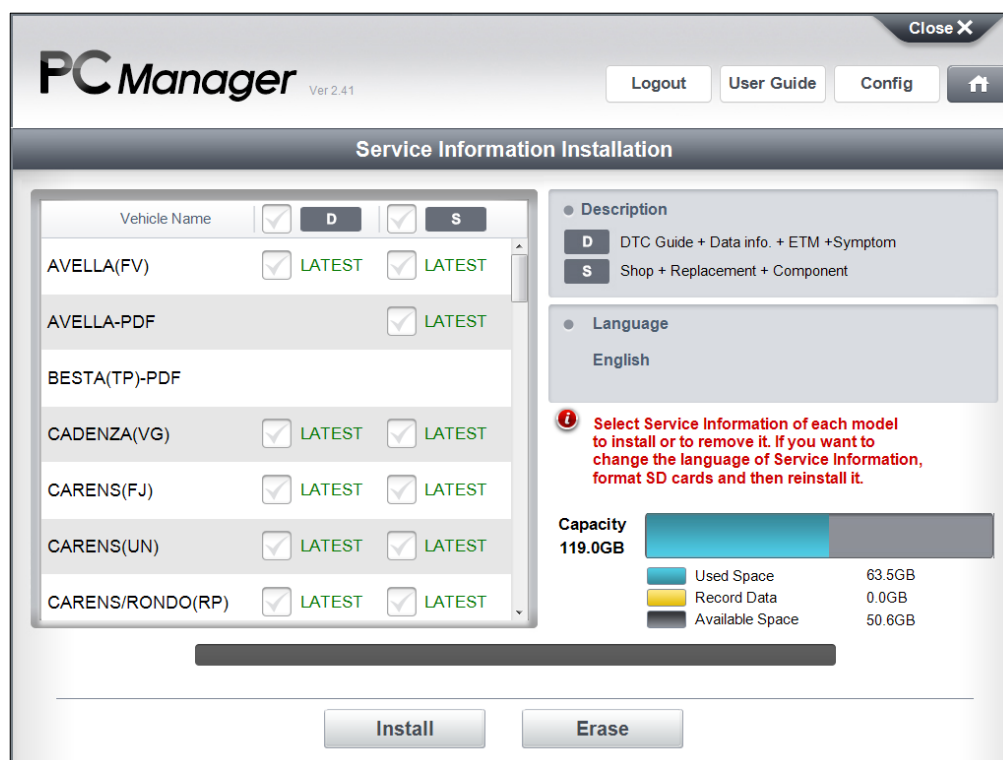 Close X
PC Manager Ver 2.41
Logout User Guide Config
Service Information Installation
Vehicle Name D S
AVELLA(FV) LATEST LATEST
AVELLA-PDF LATEST
BESTA(TP)-PDF
CADENZA(VG) LATEST LATEST
CARENS(FJ) LATEST LATEST
CARENS(UN) LATEST LATEST
CARENS/RONDO(RP) LATEST LATEST
Description
D DTC Guide + Data info. + ETM +Symptom
S Shop + Replacement + Component
Language
English
i Select Service Information of each model
to install or to remove it. If you want to
change the language of Service Information,
format SD cards and then reinstall it.
Capacity
119.0GB
Used Space 63.5GB
Record Data 0.0GB
Available Space 50.6GB
Install Erase